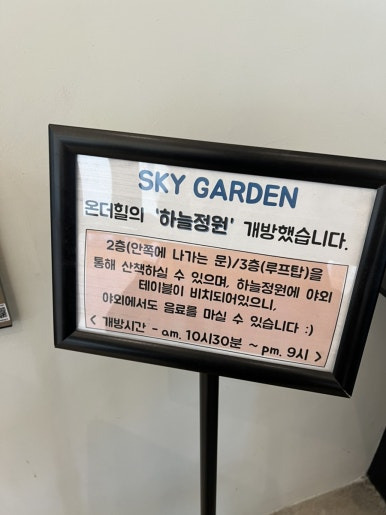 SKY GARDEN
온더힐의 '하늘정원' 개방했습니다.
2층(안쪽에 나가는 문)/3층(루프탑)을
통해 산책하실 수 있으며, 하늘정원에 야외
테이블이 비치되어있으니,
야외에서도 음료를 마실 수 있습니다 :)
< 개방시간 - am. 10시30분 ~ pm. 9시 >